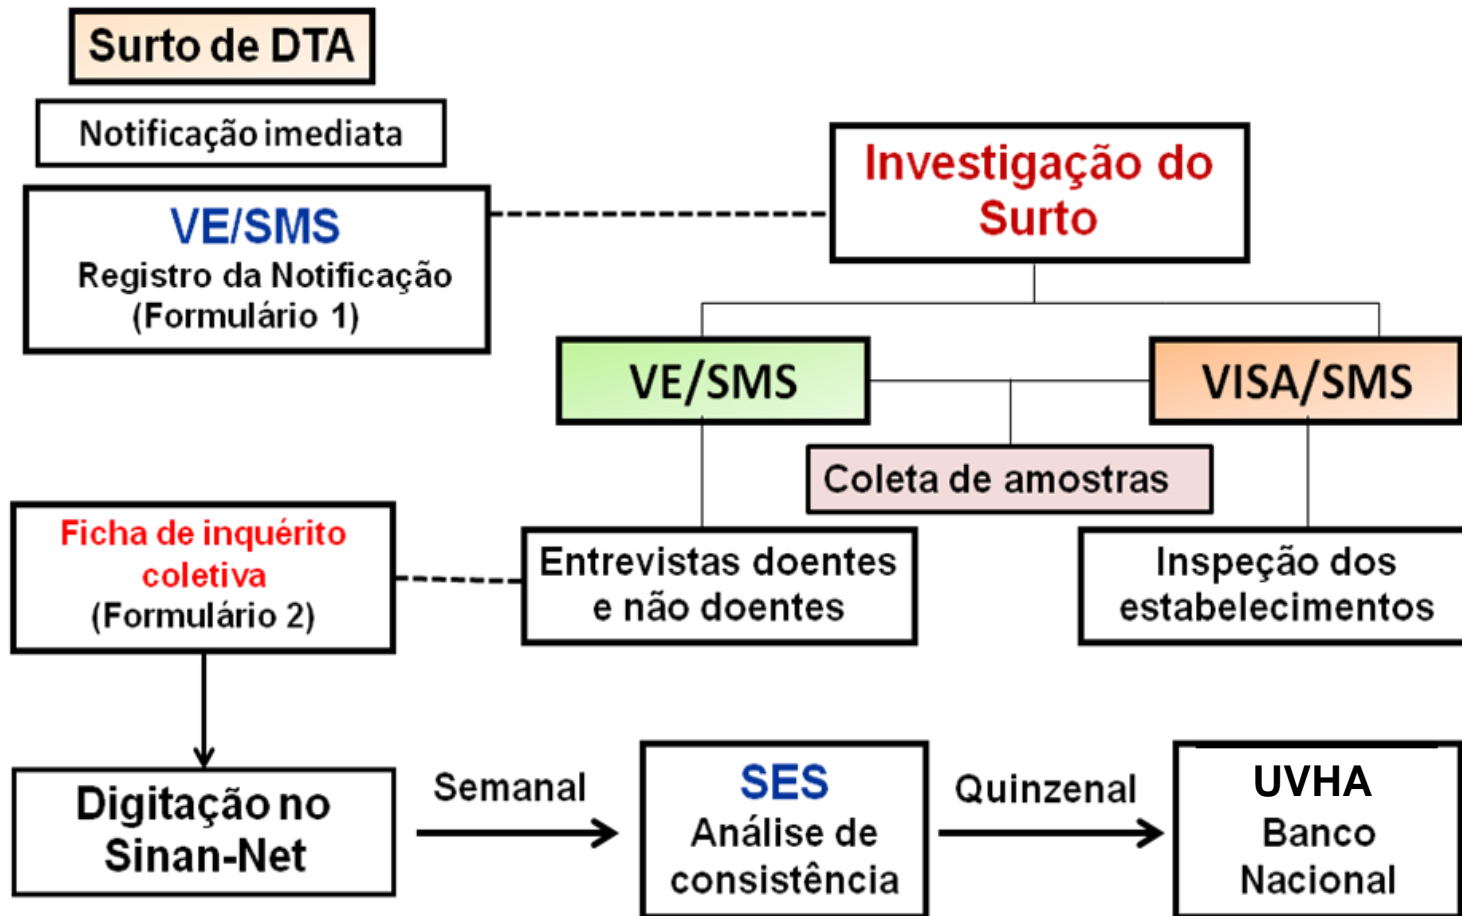 Surto de DTA
Notificação imediata
VE/SMS
Registro da Notificação
(Formulário 1)
Investigação do
Surto
VE/SMS
VISA/SMS
Coleta de amostras
Ficha de inquérito
coletiva
(Formulário 2)
Entrevistas doentes
e não doentes
Inspeção dos
estabelecimentos
Digitação no
Sinan-Net
Semanal
SES
Análise de
consistência
Quinzenal
UVHA
Banco
Nacional